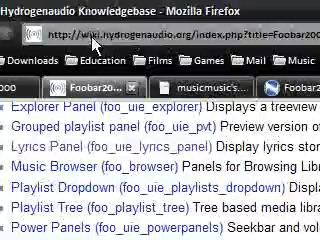 Hydrogenaudio Knowledgebase - Mozilla Firefox
http://wiki.hydrogenaudio.org/index.php?title=Foobar200
Downloads Education Films Games Mail Music
000 Foobar20... musicmusic's...
Explorer Panel (foo_uie_explorer) Displays a treeview
Grouped playlist panel (foo_uie_pvt) Preview version of
Lyrics Panel (foo_uie_lyrics_panel) Display lyrics stor
Music Browser (foo_browser) Panels for Browsing Libr
Playlist Dropdown (foo_uie_playlists_dropdown) Displa
Playlist Tree (foo_playlist_tree) Tree based media libra
Power Panels (foo_uie_powerpanels) Seekbar and vol